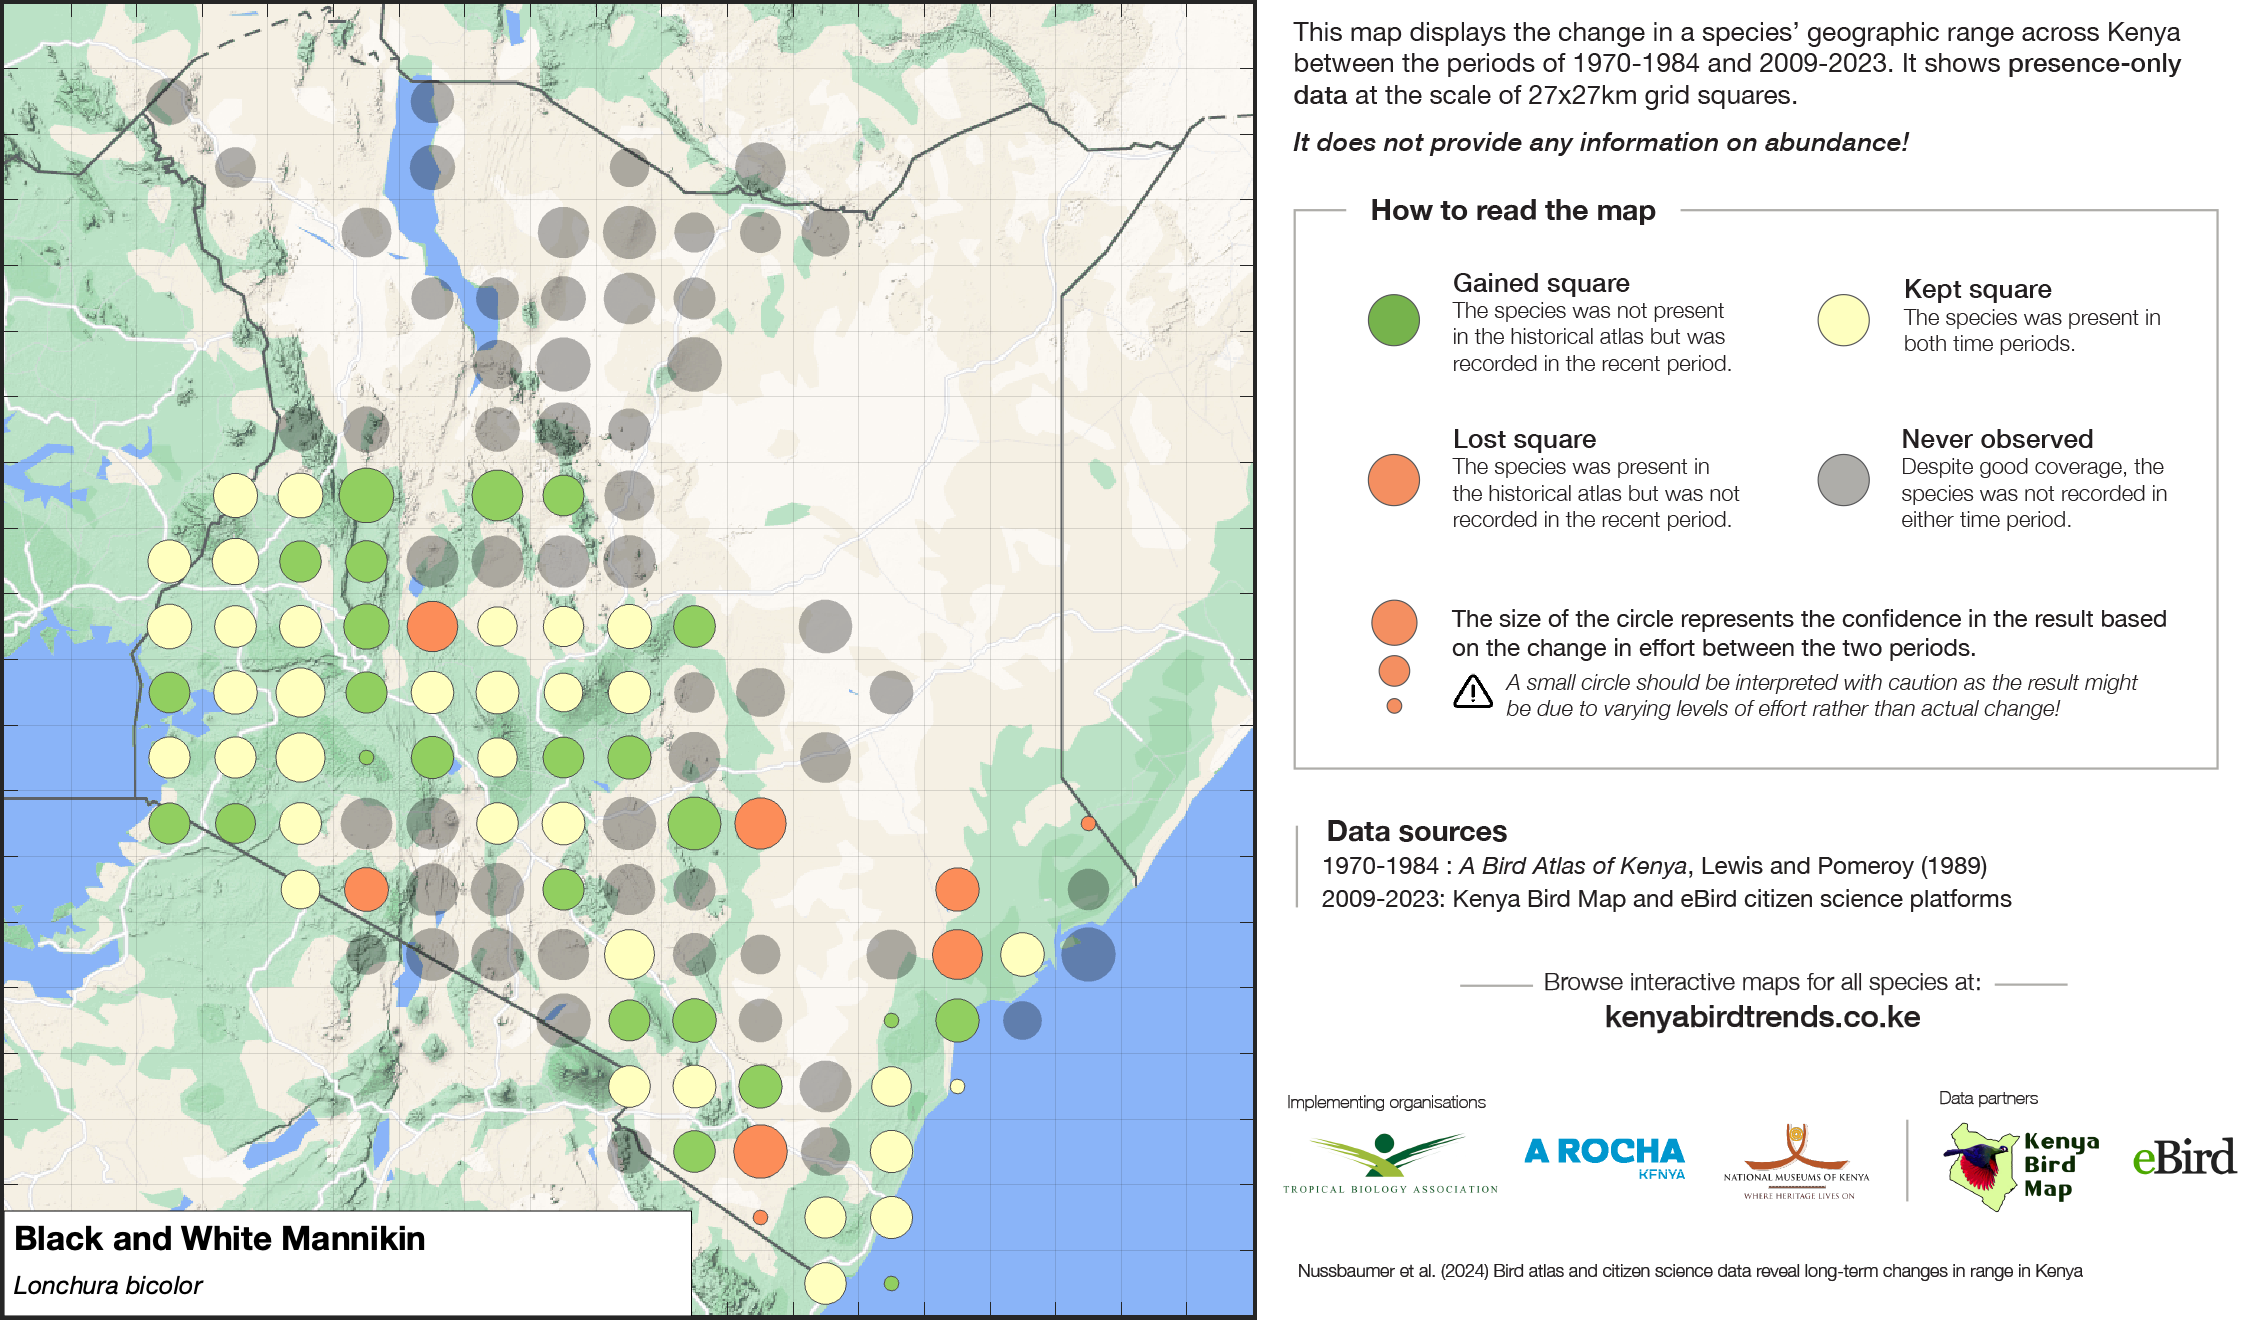 This map displays the change in a species’ geographic range across Kenya
between the periods of 1970-1984 and 2009-2023. It shows presence-only
data at the scale of 27x27km grid squares.
It does not provide any information on abundance!
How to read the map
Gained square
The species was not present
in the historical atlas but was
recorded in the recent period.
Kept square
The species was present in
both time periods.
Lost square
The species was present in
the historical atlas but was not
recorded in the recent period.
Never observed
Despite good coverage, the
species was not recorded in
either time period.
The size of the circle represents the confidence in the result based
on the change in effort between the two periods.
A small circle should be interpreted with caution as the result might
be due to varying levels of effort rather than actual change!
Data sources
1970-1984 : A Bird Atlas of Kenya, Lewis and Pomeroy (1989)
2009-2023: Kenya Bird Map and eBird citizen science platforms
Browse interactive maps for all species at:
kenyabirdtrends.co.ke
Implementing organisations
Data partners
TROPICAL BIOLOGY ASSOCIATION
A ROCHA
KENYA
NATIONAL MUSEUMS OF KENYA
WHERE HERITAGE LIVES ON
Kenya
Bird
Map
eBird
Nussbaumer et al. (2024) Bird atlas and citizen science data reveal long-term changes in range in Kenya
Black and White Mannikin
Lonchura bicolor